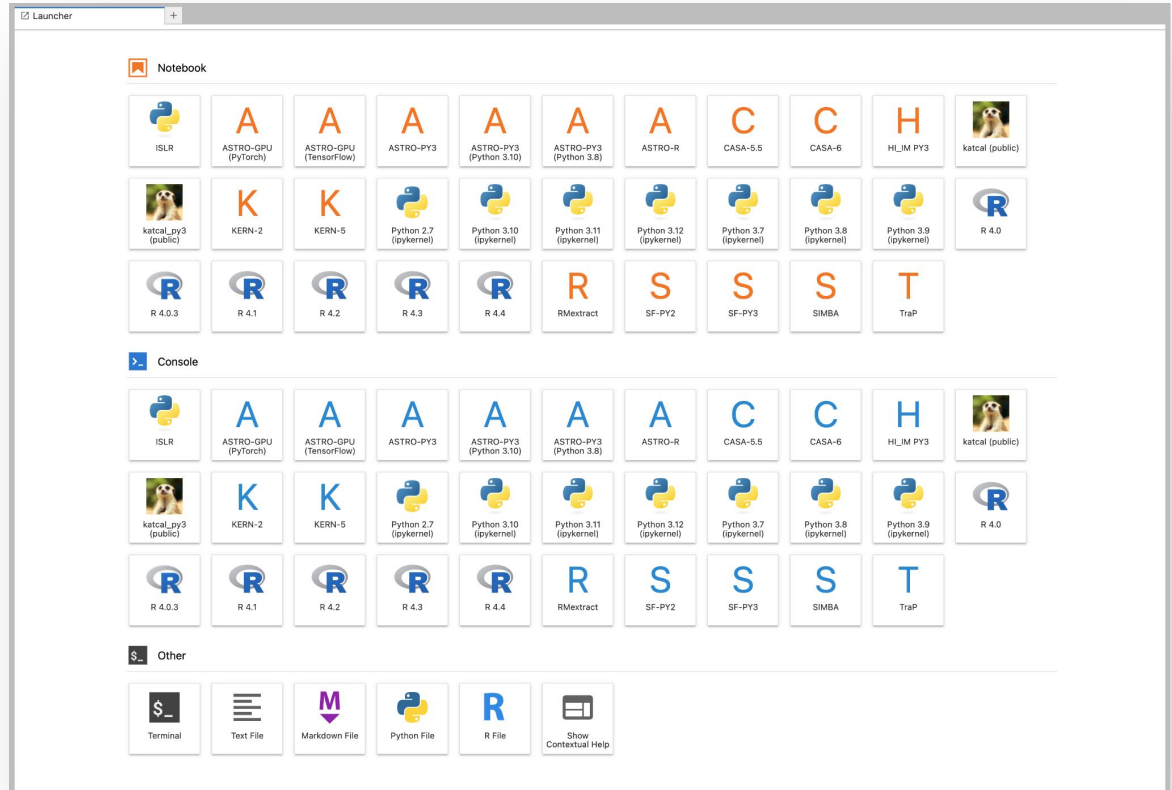 Launcher
+
Notebook
ISLR
A
ASTRO-GPU
(PyTorch)
A
ASTRO-GPU
(TensorFlow)
A
ASTRO-PY3
A
ASTRO-PY3
(Python 3.10)
A
ASTRO-PY3
(Python 3.8)
A
ASTRO-R
C
CASA-5.5
C
CASA-6
H
HI_IM PY3
katcal (public)
katcal_py3
(public)
K
KERN-2
K
KERN-5
Python 2.7
(ipykernel)
Python 3.10
(ipykernel)
Python 3.11
(ipykernel)
Python 3.12
(ipykernel)
Python 3.7
(ipykernel)
Python 3.8
(ipykernel)
Python 3.9
(ipykernel)
R
R 4.0
R
R 4.0.3
R
R 4.1
R
R 4.2
R
R 4.3
R
R 4.4
R
RMextract
S
SF-PY2
S
SF-PY3
S
SIMBA
T
TraP
>_
Console
ISLR
A
ASTRO-GPU
(PyTorch)
A
ASTRO-GPU
(TensorFlow)
A
ASTRO-PY3
A
ASTRO-PY3
(Python 3.10)
A
ASTRO-PY3
(Python 3.8)
A
ASTRO-R
C
CASA-5.5
C
CASA-6
H
HI_IM PY3
katcal (public)
katcal_py3
(public)
K
KERN-2
K
KERN-5
Python 2.7
(ipykernel)
Python 3.10
(ipykernel)
Python 3.11
(ipykernel)
Python 3.12
(ipykernel)
Python 3.7
(ipykernel)
Python 3.8
(ipykernel)
Python 3.9
(ipykernel)
R
R 4.0
R
R 4.0.3
R
R 4.1
R
R 4.2
R
R 4.3
R
R 4.4
R
RMextract
S
SF-PY2
S
SF-PY3
S
SIMBA
T
TraP
$_
Other
$_
Terminal
Text File
M
Markdown File
Python File
R
R File
Show
Contextual Help